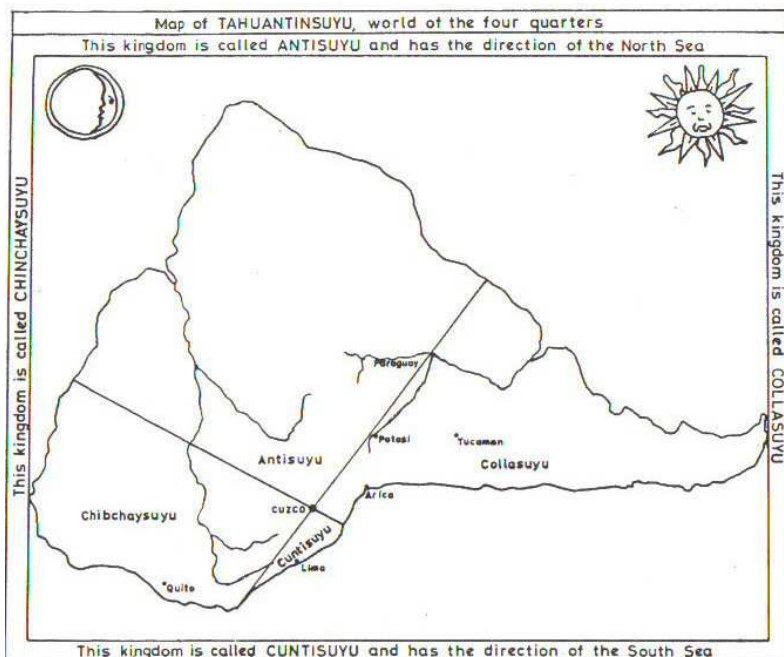 Map of TAHUANTINSUYU, world of the four quarters
This kingdom is called ANTISUYU and has the direction of the North Sea
This kingdom is called CHINCHAYSUYU
This kingdom is called COLLASUYU
Paraguay
Potosi
Tucaman
Antisuyu
Collasuyu
Arica
Chibchaysuyu
CUZCO
Cuntisuyu
Lima
Quito
This kingdom is called CUNTISUYU and has the direction of the South Sea